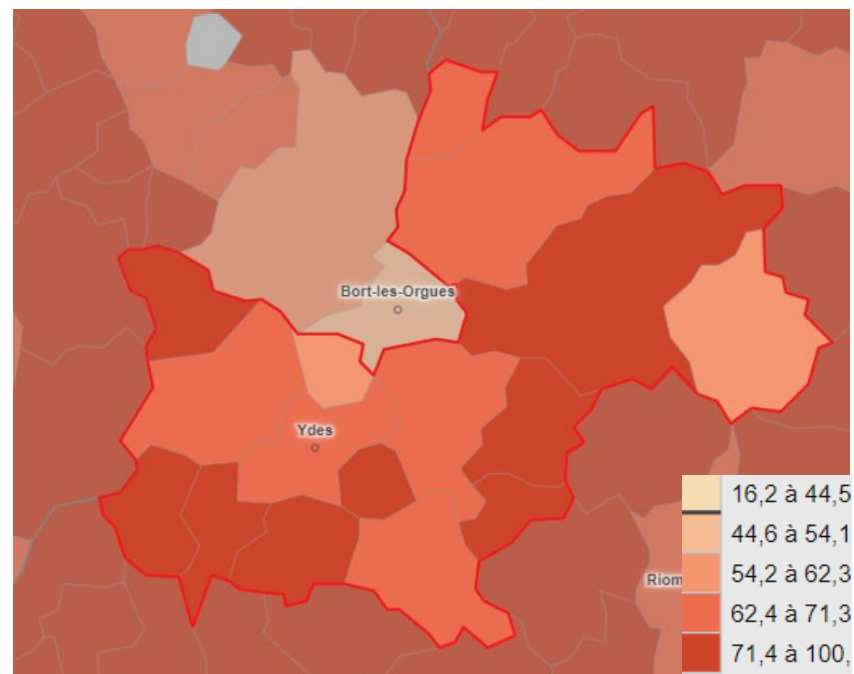 Bort-les-Orgues
Ydes
Riom
16,2 à 44,5
44,6 à 54,1
54,2 à 62,3
62,4 à 71,3
71,4 à 100,